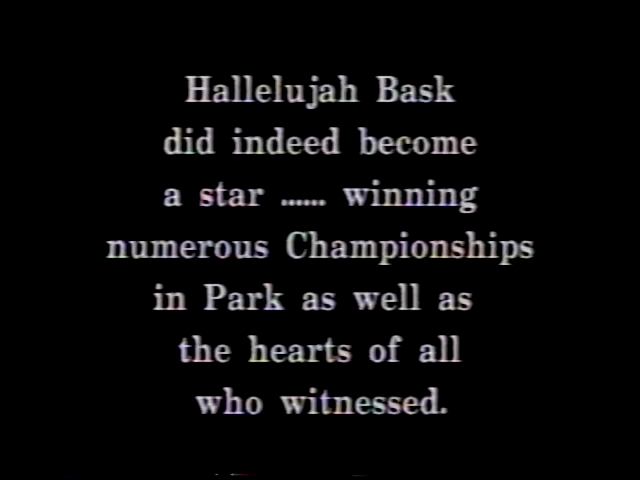 Hallelujah Bask
did indeed become
a star ...... winning
numerous Championships
in Park as well as
the hearts of all
who witnessed.